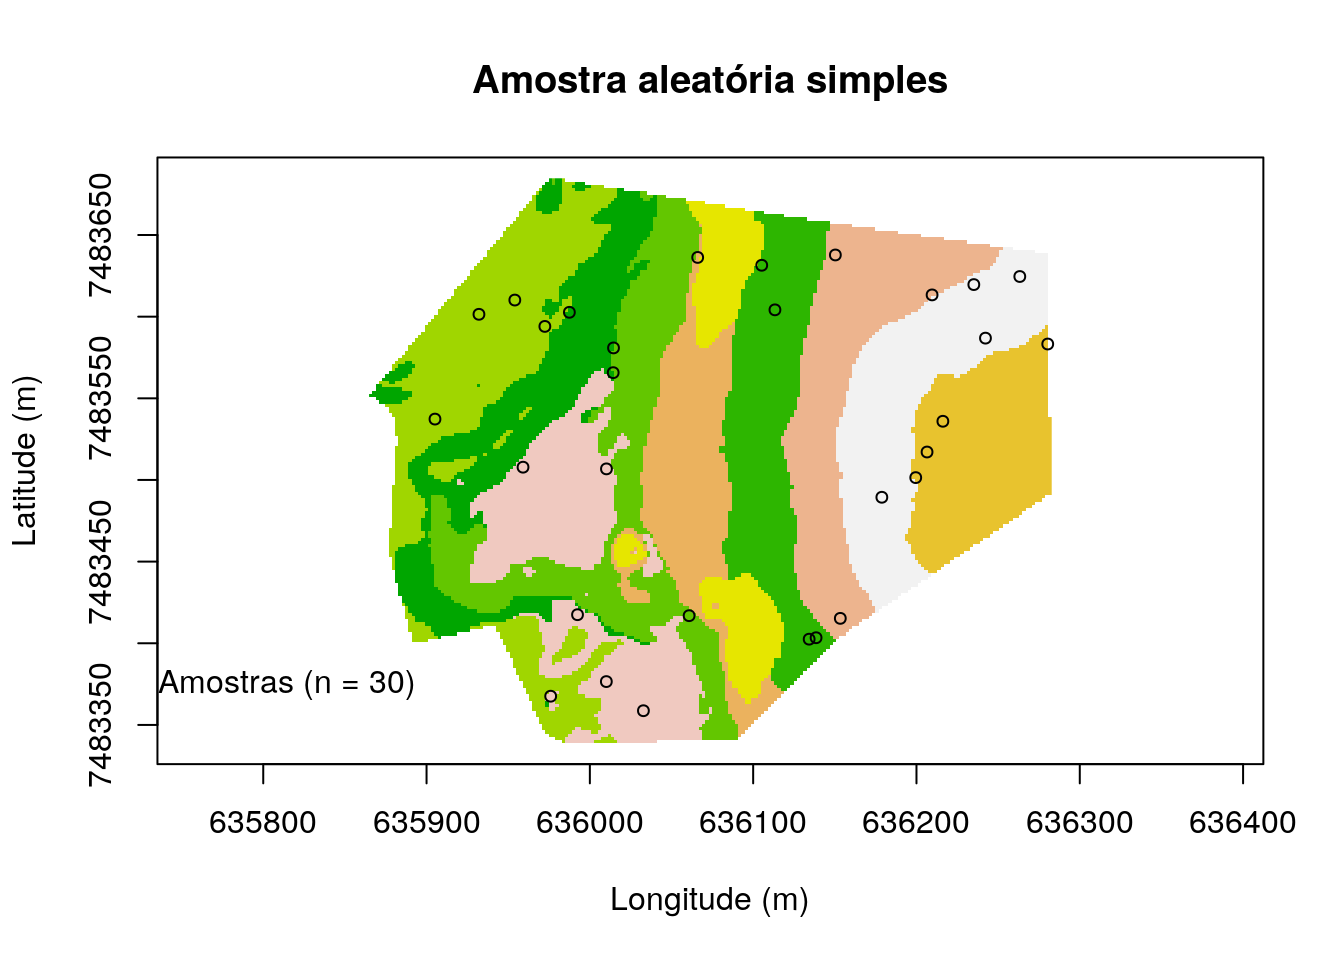 Amostra aleatória simples
Latitude (m)
7483650
7483550
7483450
7483350
Amostras (n = 30)
635800 635900 636000 636100 636200 636300 636400
Longitude (m)